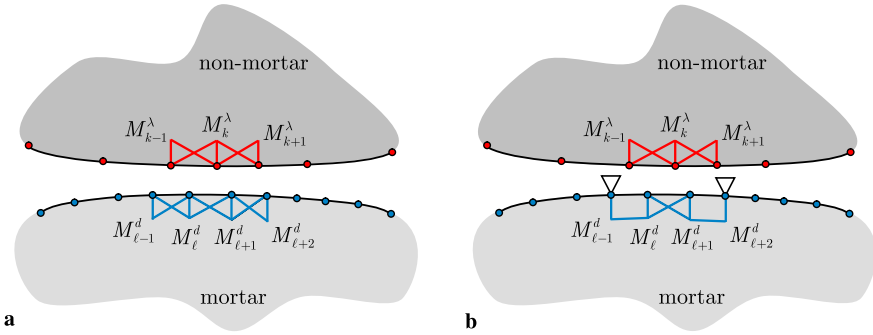 non-mortar
M^λ_{k-1} M^λ_k M^λ_{k+1}
M^d_{ℓ-1} M^d_ℓ M^d_{ℓ+1} M^d_{ℓ+2}
mortar
a
non-mortar
M^λ_{k-1} M^λ_k M^λ_{k+1}
M^d_{ℓ-1} M^d_ℓ M^d_{ℓ+1} M^d_{ℓ+2}
mortar
b